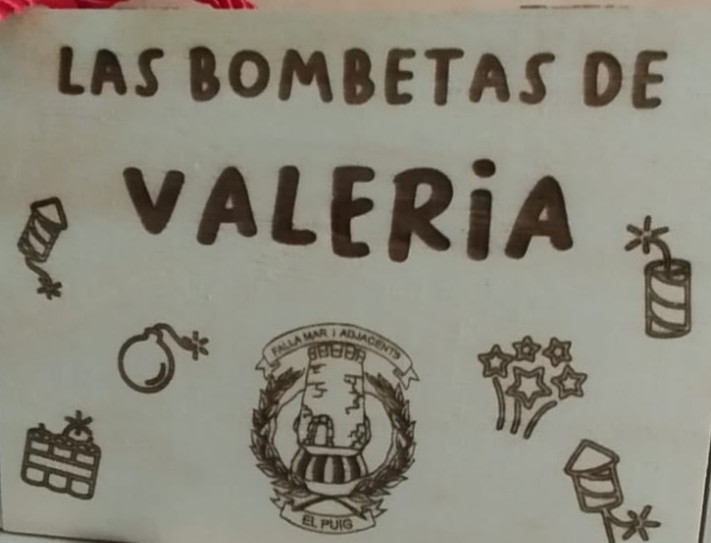 LAS BOMBETAS DE
VALERiA
FALLA MAR I ADJACENTS
EL PUIG